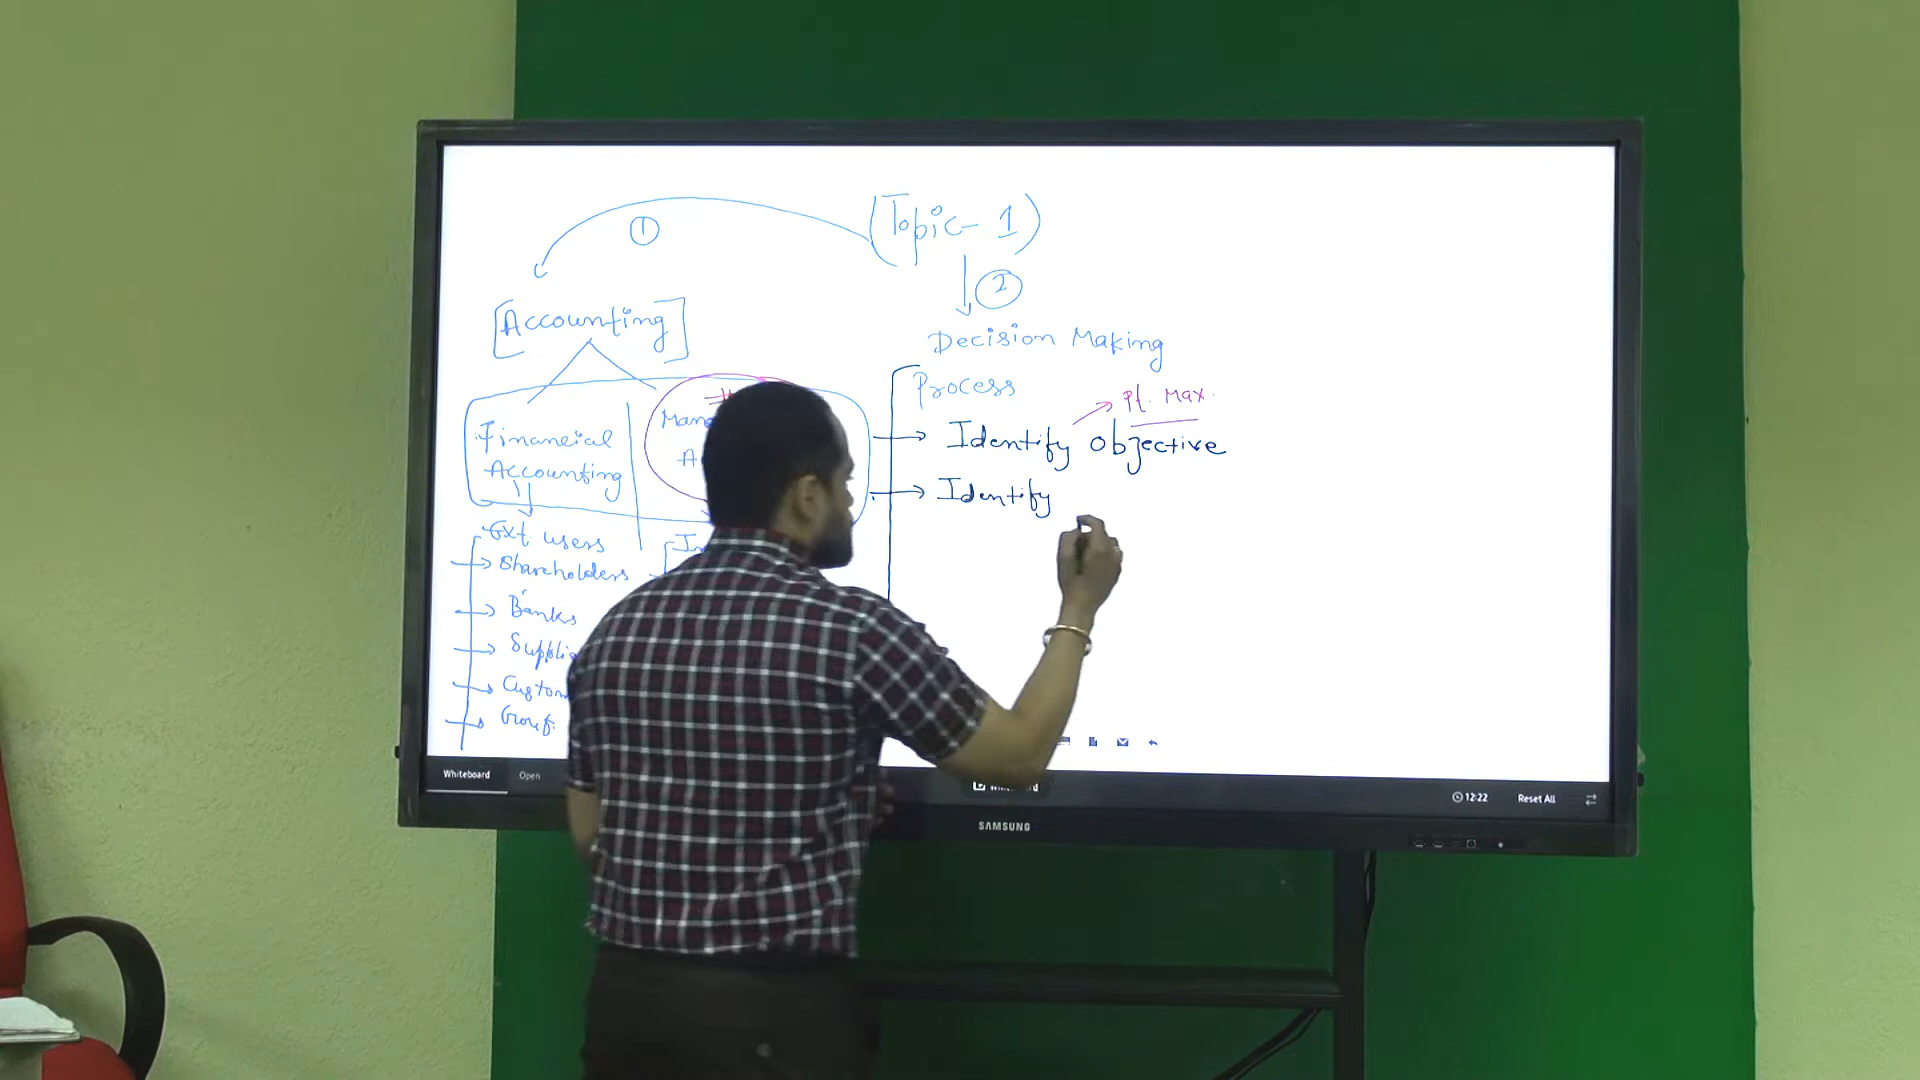 (Topic-1)
①
②
[Accounting]
Decision Making
Process
Pf. Max.
Identify objective
Identify
Financial
Accounting
Ext. users
Shareholders
Banks
12:22
Whiteboard
Open
Reset All
SAMSUNG